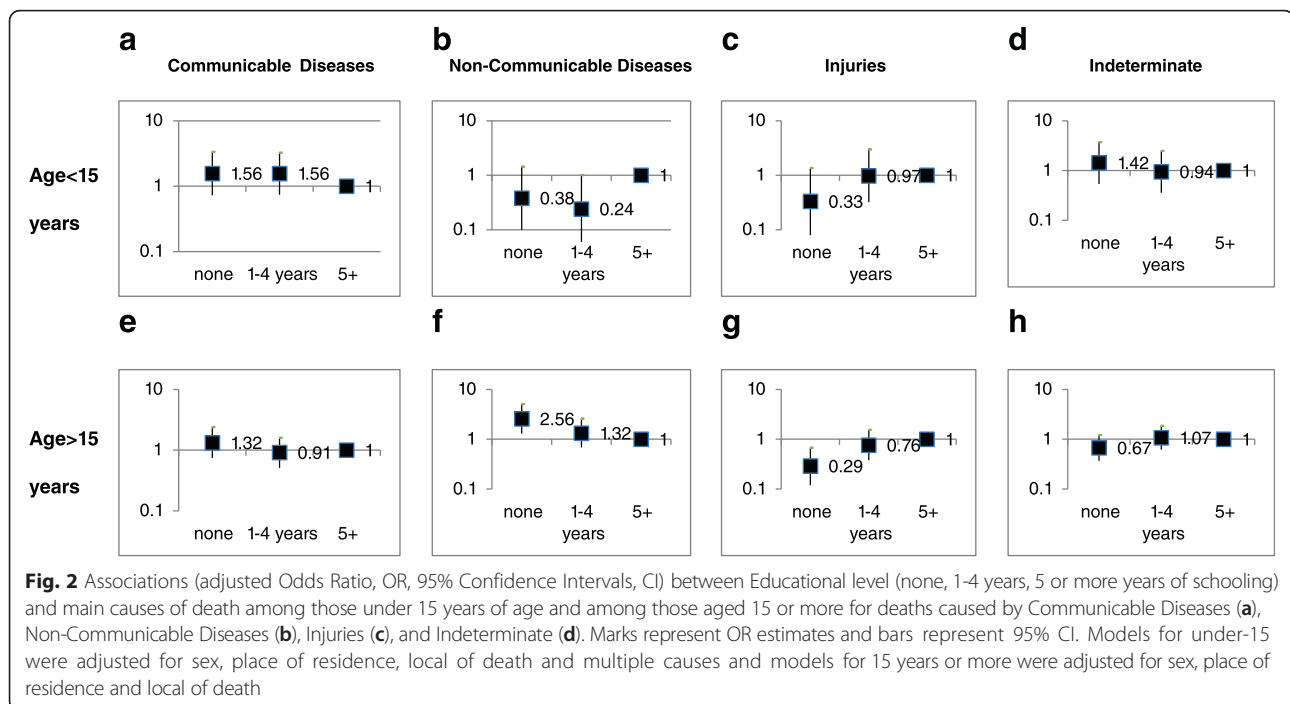 a
b
c
d
Communicable Diseases
Non-Communicable Diseases
Injuries
Indeterminate
Age<15
years
10
1
0.1
1.56
1.56
1
none 1-4 years 5+
10
1
0.1
0.38
0.24
1
none 1-4 5+
years
10
1
0.1
0.33
0.97
1
none 1-4 5+
years
10
1
0.1
1.42
0.94
1
none 1-4 5+
years
e
f
g
h
Age>15
years
10
1
0.1
1.32
0.91
1
none 1-4 years 5+
10
1
0.1
2.56
1.32
1
none 1-4 5+
years
10
1
0.1
0.29
0.76
1
none 1-4 5+
years
10
1
0.1
0.67
1.07
1
none 1-4 5+
years
Fig. 2 Associations (adjusted Odds Ratio, OR, 95% Confidence Intervals, CI) between Educational level (none, 1-4 years, 5 or more years of schooling)
and main causes of death among those under 15 years of age and among those aged 15 or more for deaths caused by Communicable Diseases (a),
Non-Communicable Diseases (b), Injuries (c), and Indeterminate (d). Marks represent OR estimates and bars represent 95% CI. Models for under-15
were adjusted for sex, place of residence, local of death and multiple causes and models for 15 years or more were adjusted for sex, place of
residence and local of death